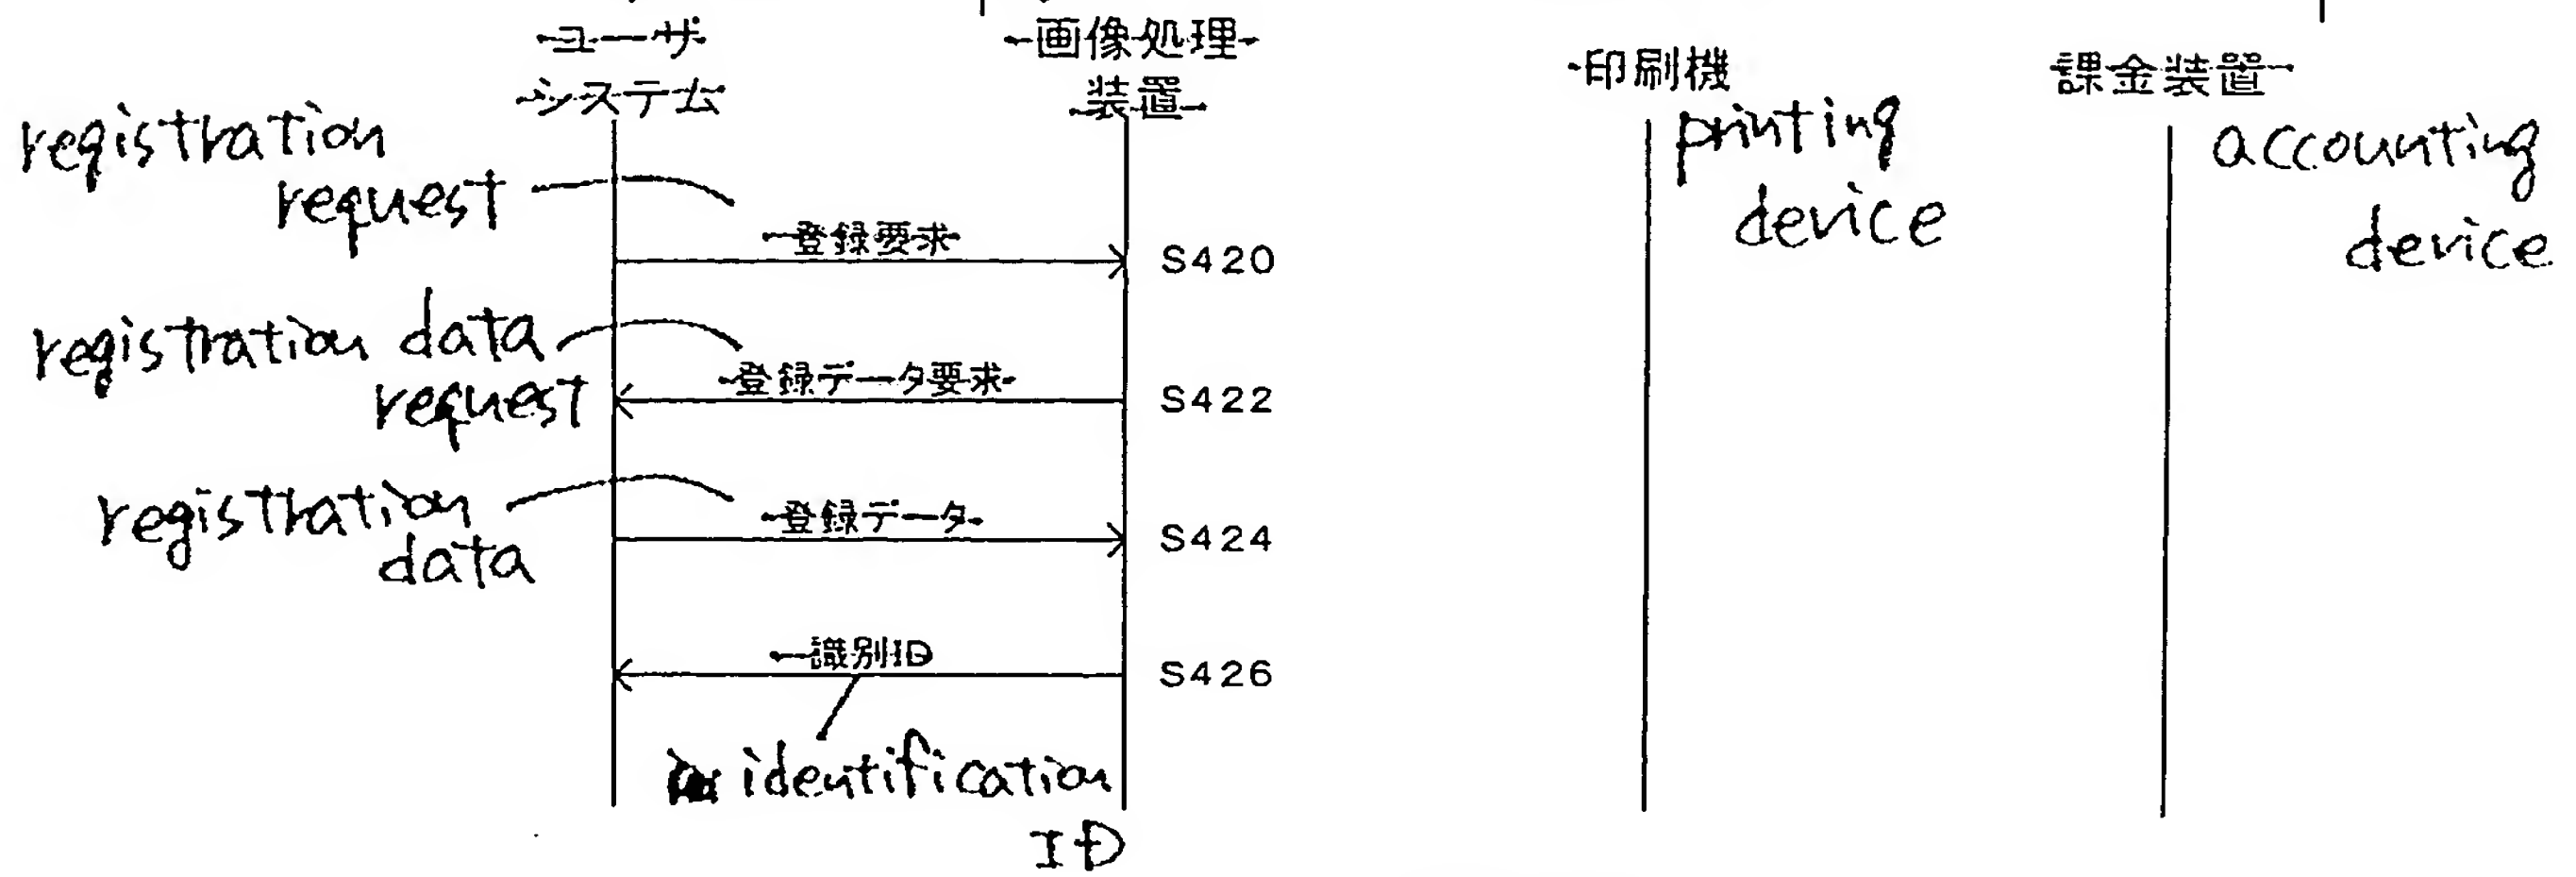 ユーザ
システム
画像処理
装置
印刷機
課金装置
printing
device
accounting
device
registration
request
登録要求
S420
registration data
request
登録データ要求
S422
registration
data
登録データ
S424
識別ID
S426
identification
ID